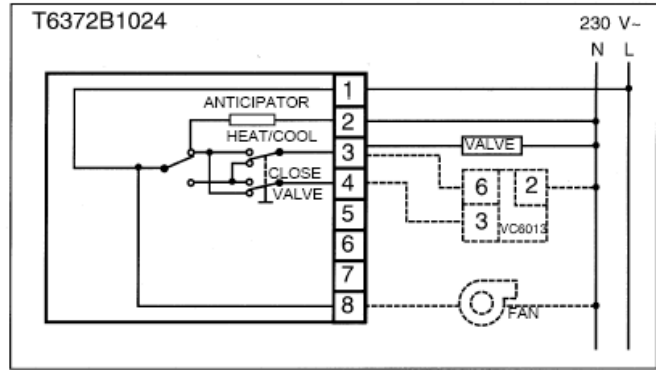 T6372B1024
230 V~
N L
1
ANTICIPATOR
2
HEAT/COOL
3
VALVE
CLOSE
VALVE
4
6
2
3
VC6013
5
6
7
8
FAN